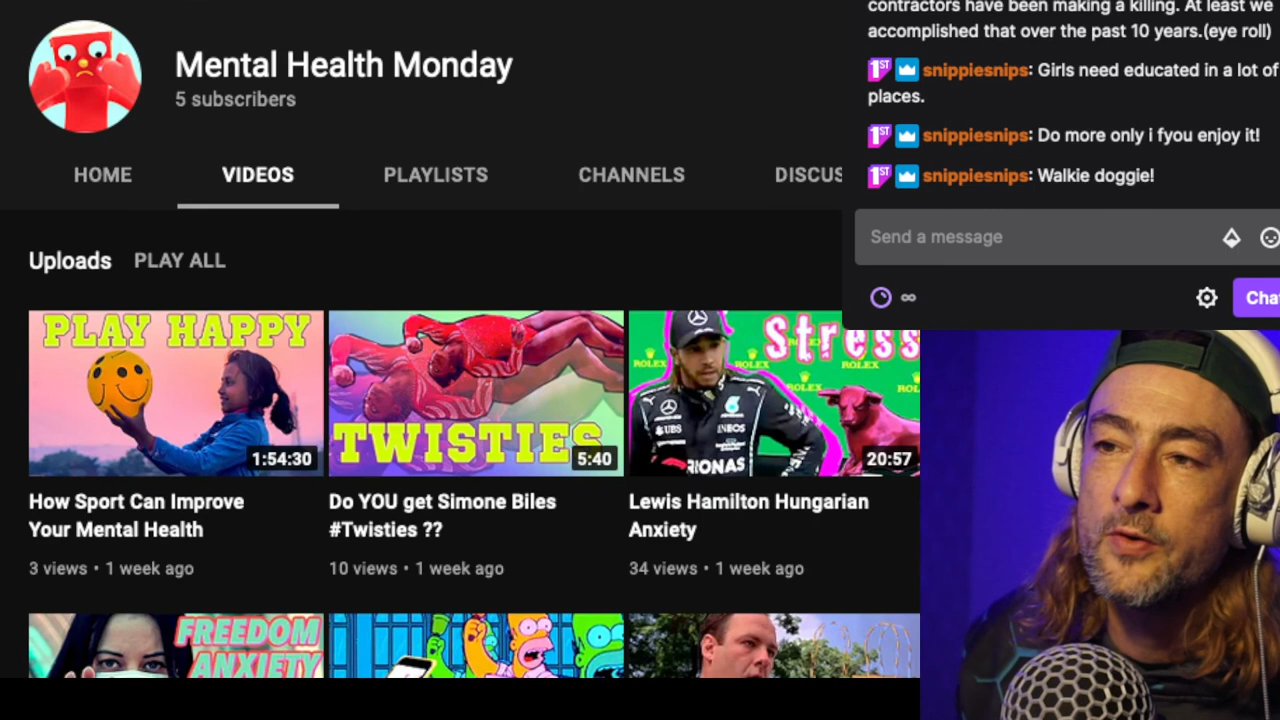 Mental Health Monday
5 subscribers
HOME
VIDEOS
PLAYLISTS
CHANNELS
DISCUS
Uploads
PLAY ALL
PLAY HAPPY
1:54:30
How Sport Can Improve
Your Mental Health
3 views • 1 week ago
TWISTIES
5:40
Do YOU get Simone Biles
#Twisties ??
10 views • 1 week ago
Stress
ROLEX
ROLEX
ROLEX
UBS
INEOS
RONAS
20:57
Lewis Hamilton Hungarian
Anxiety
34 views • 1 week ago
FREEDOM
ANXIETY
contractors have been making a killing. At least we
accomplished that over the past 10 years.(eye roll)
1ST snippiesnips: Girls need educated in a lot of
places.
1ST snippiesnips: Do more only i fyou enjoy it!
1ST snippiesnips: Walkie doggie!
Send a message
∞
Cha